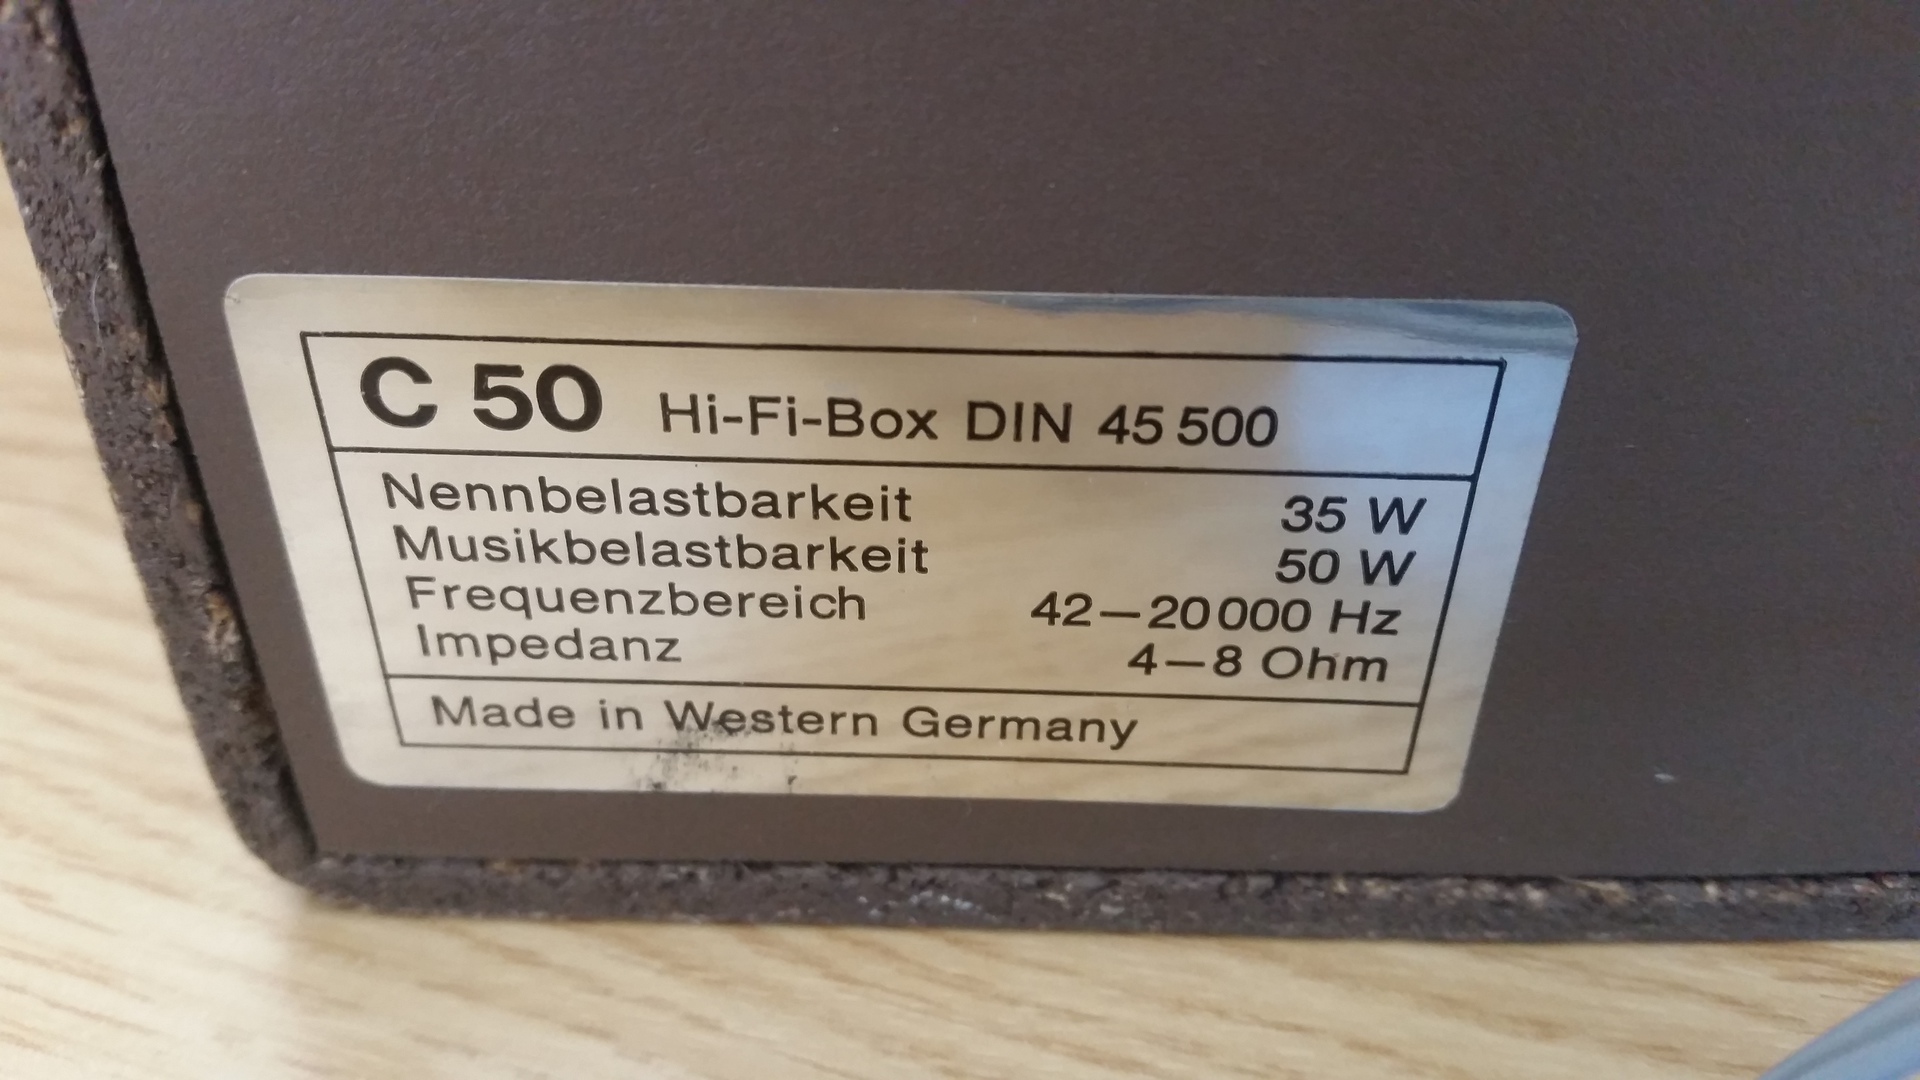 C 50 Hi-Fi-Box DIN 45 500
Nennbelastbarkeit 35 W
Musikbelastbarkeit 50 W
Frequenzbereich 42–20 000 Hz
Impedanz 4–8 Ohm
Made in Western Germany